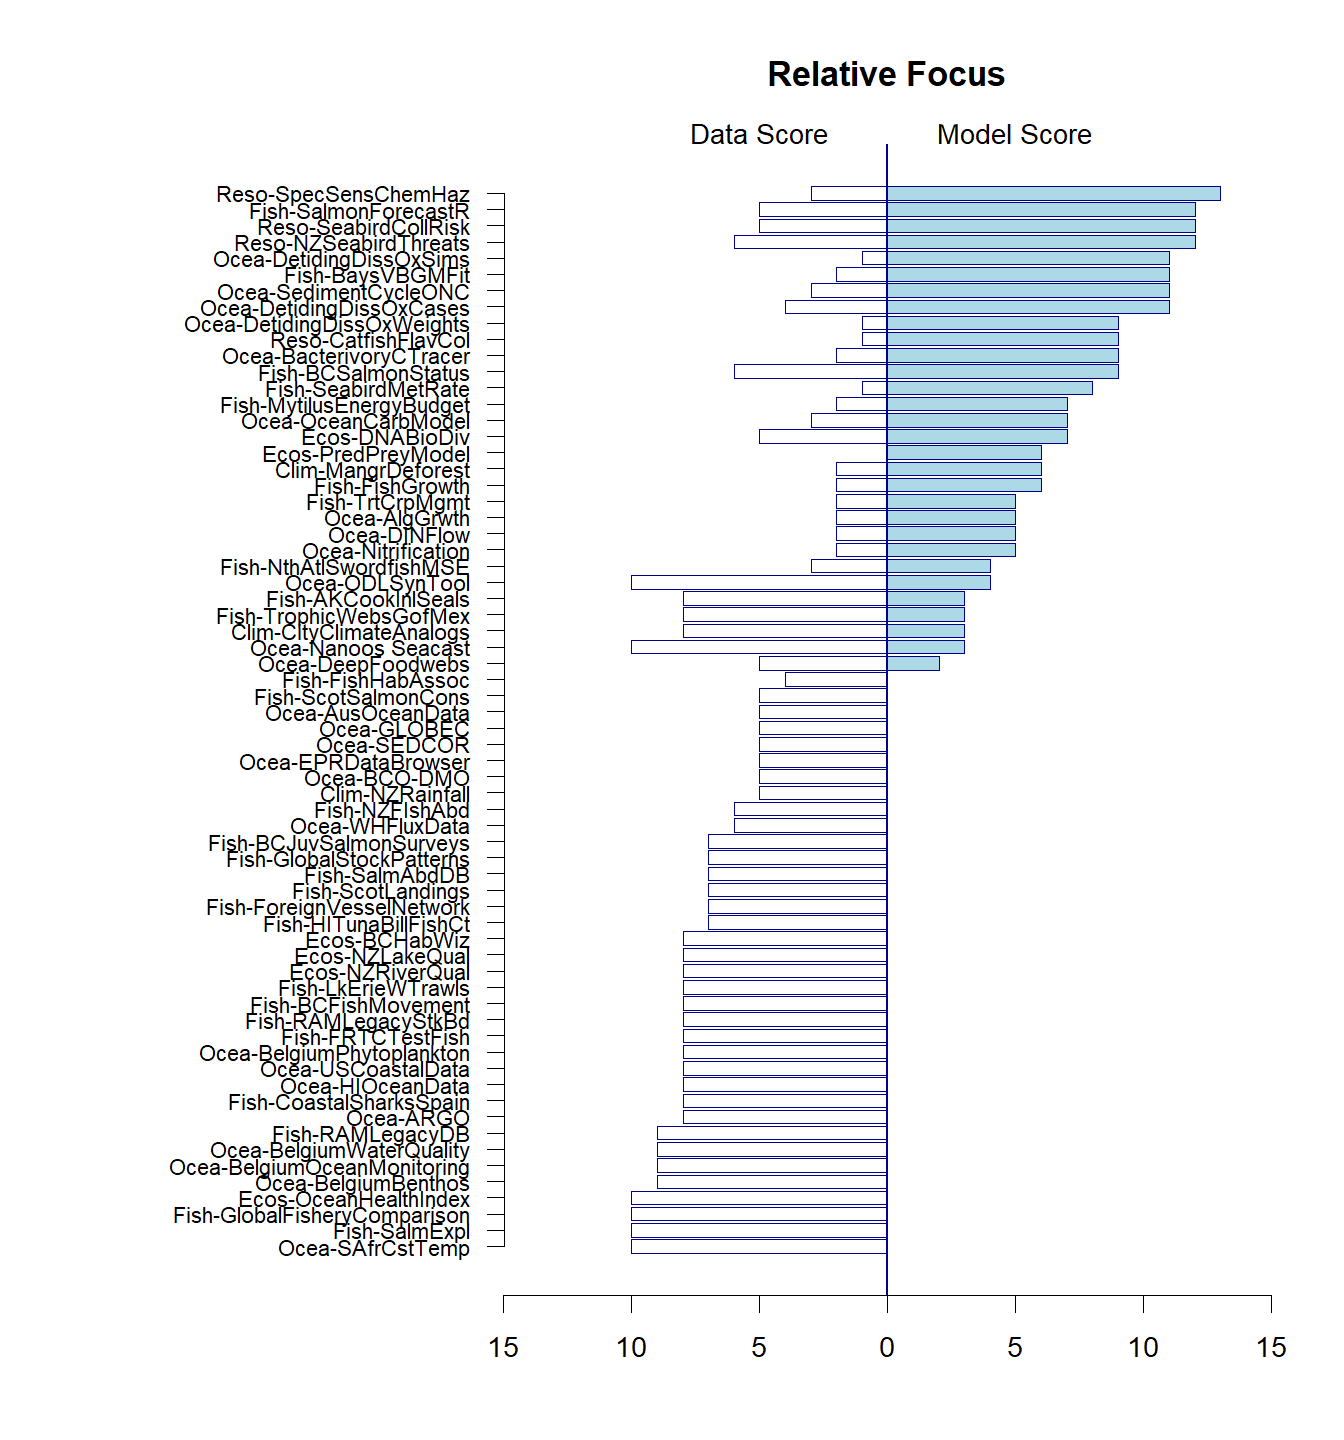 Relative Focus
Data Score Model Score
Reso-SpecSensChemHaz
Fish-SalmonForecastR
Reso-SeabirdCollRisk
Reso-NZSeabirdThreats
Ocea-DetidingDissOxSims
Fish-BaysVBGMFit
Ocea-SedimentCycleONC
Ocea-DetidingDissOxCases
Ocea-DetidingDissOxWeights
Reso-CatfishFlavCol
Ocea-BacterivoryCTracer
Fish-BCSalmonStatus
Fish-SeabirdMetRate
Fish-MytilusEnergyBudget
Ocea-OceanCarbModel
Ecos-DNABioDiv
Ecos-PredPreyModel
Clim-MangrDeforest
Fish-FishGrowth
Fish-TrtCrpMgmt
Ocea-AlgGrwth
Ocea-DINFlow
Ocea-Nitrification
Fish-NthAtlSwordfishMSE
Ocea-ODLSynTool
Fish-AKCookInlSeals
Fish-TrophicWebsGofMex
Clim-CItyClimateAnalogs
Ocea-Nanoos Seacast
Ocea-DeepFoodwebs
Fish-FishHabAssoc
Fish-ScotSalmonCons
Ocea-AusOceanData
Ocea-GLOBEC
Ocea-SEDCOR
Ocea-EPRDataBrowser
Ocea-BCO-DMO
Clim-NZRainfall
Fish-NZFIshAbd
Ocea-WHFluxData
Fish-BCJuvSalmonSurveys
Fish-GlobalStockPatterns
Fish-SalmAbdDB
Fish-ScotLandings
Fish-ForeignVesselNetwork
Fish-HITunaBillFishCt
Ecos-BCHabWiz
Ecos-NZLakeQual
Ecos-NZRiverQual
Fish-LkErieWTrawls
Fish-BCFishMovement
Fish-RAMLegacyStkBd
Fish-FRTCTestFish
Ocea-BelgiumPhytoplankton
Ocea-USCoastalData
Ocea-HIOceanData
Fish-CoastalSharksSpain
Ocea-ARGO
Fish-RAMLegacyDB
Ocea-BelgiumWaterQuality
Ocea-BelgiumOceanMonitoring
Ocea-BelgiumBenthos
Ecos-OceanHealthIndex
Fish-GlobalFisheryComparison
Fish-SalmExpl
Ocea-SAfrCstTemp
15 10 5 0 5 10 15